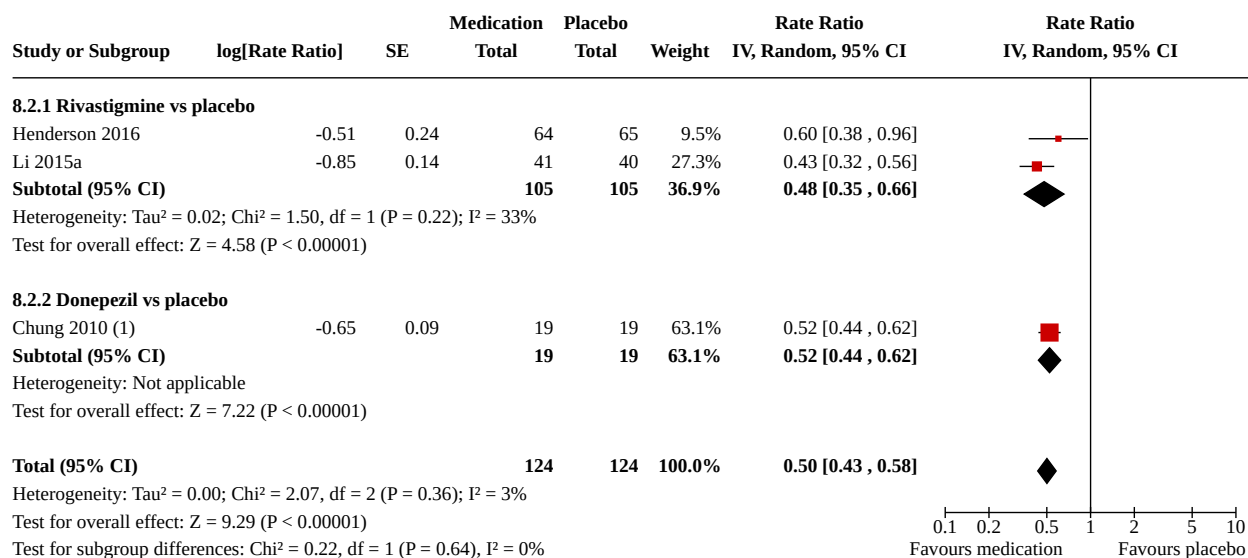 Medication Placebo Rate Ratio Rate Ratio
Study or Subgroup log[Rate Ratio] SE Total Total Weight IV, Random, 95% CI IV, Random, 95% CI
8.2.1 Rivastigmine vs placebo
Henderson 2016 -0.51 0.24 64 65 9.5% 0.60 [0.38 , 0.96]
Li 2015a -0.85 0.14 41 40 27.3% 0.43 [0.32 , 0.56]
Subtotal (95% CI) 105 105 36.9% 0.48 [0.35 , 0.66]
Heterogeneity: Tau² = 0.02; Chi² = 1.50, df = 1 (P = 0.22); I² = 33%
Test for overall effect: Z = 4.58 (P < 0.00001)
8.2.2 Donepezil vs placebo
Chung 2010 (1) -0.65 0.09 19 19 63.1% 0.52 [0.44 , 0.62]
Subtotal (95% CI) 19 19 63.1% 0.52 [0.44 , 0.62]
Heterogeneity: Not applicable
Test for overall effect: Z = 7.22 (P < 0.00001)
Total (95% CI) 124 124 100.0% 0.50 [0.43 , 0.58]
Heterogeneity: Tau² = 0.00; Chi² = 2.07, df = 2 (P = 0.36); I² = 3%
Test for overall effect: Z = 9.29 (P < 0.00001)
0.1 0.2 0.5 1 2 5 10
Test for subgroup differences: Chi² = 0.22, df = 1 (P = 0.64), I² = 0% Favours medication Favours placebo